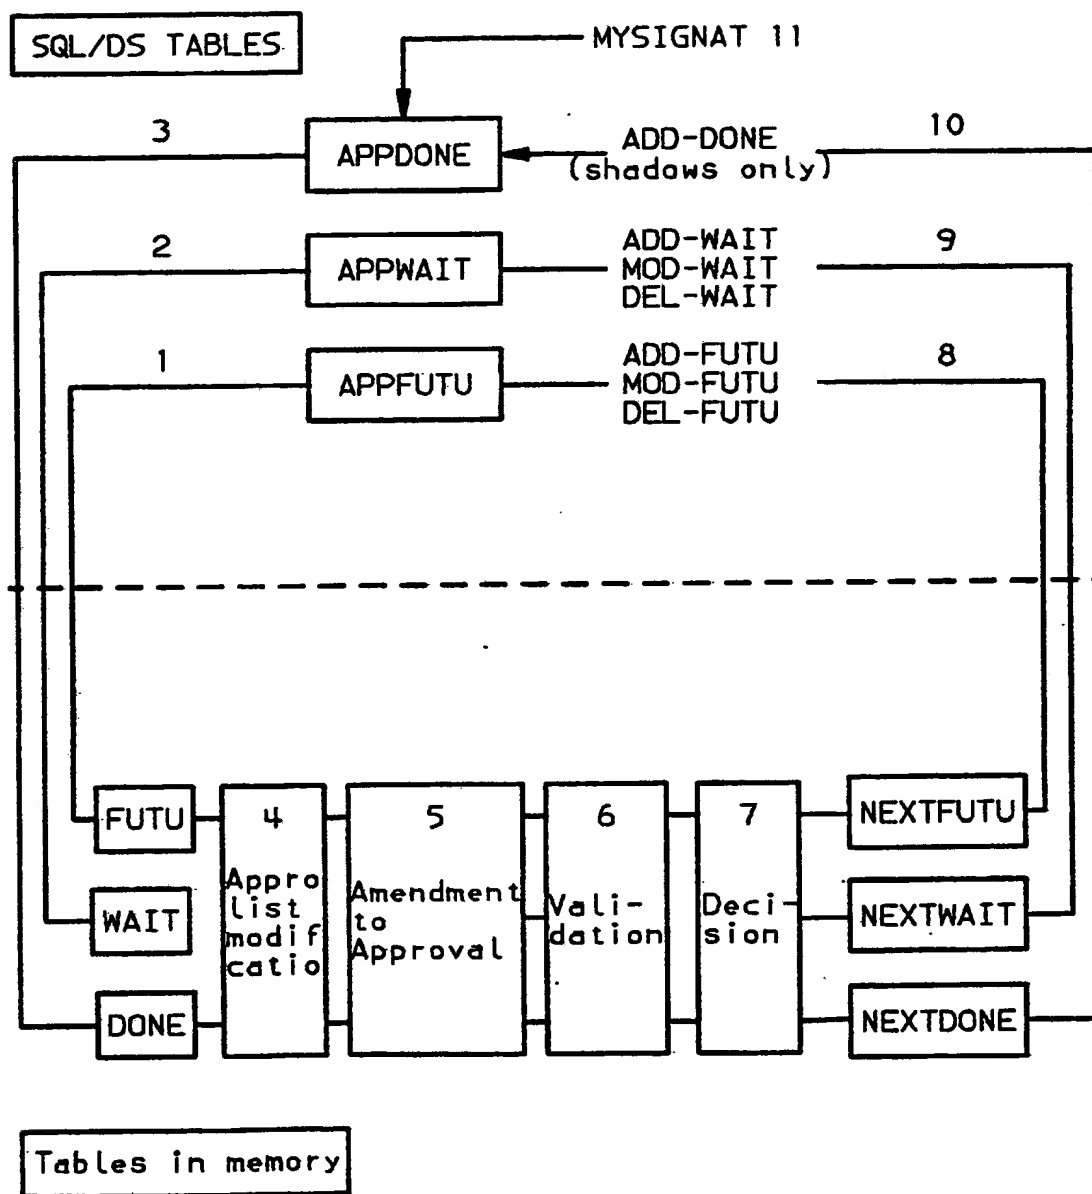 SQL/DS TABLES
MYSIGNAT 11
3
APPDONE
ADD-DONE
(shadows only)
10
2
APPWAIT
ADD-WAIT
MOD-WAIT
DEL-WAIT
9
1
APPFUTU
ADD-FUTU
MOD-FUTU
DEL-FUTU
8
FUTU
WAIT
DONE
4
Appro
list
modif
catio
5
Amendment
to
Approval
6
Vali-
dation
7
Deci-
sion
NEXTFUTU
NEXTWAIT
NEXTDONE
Tables in memory